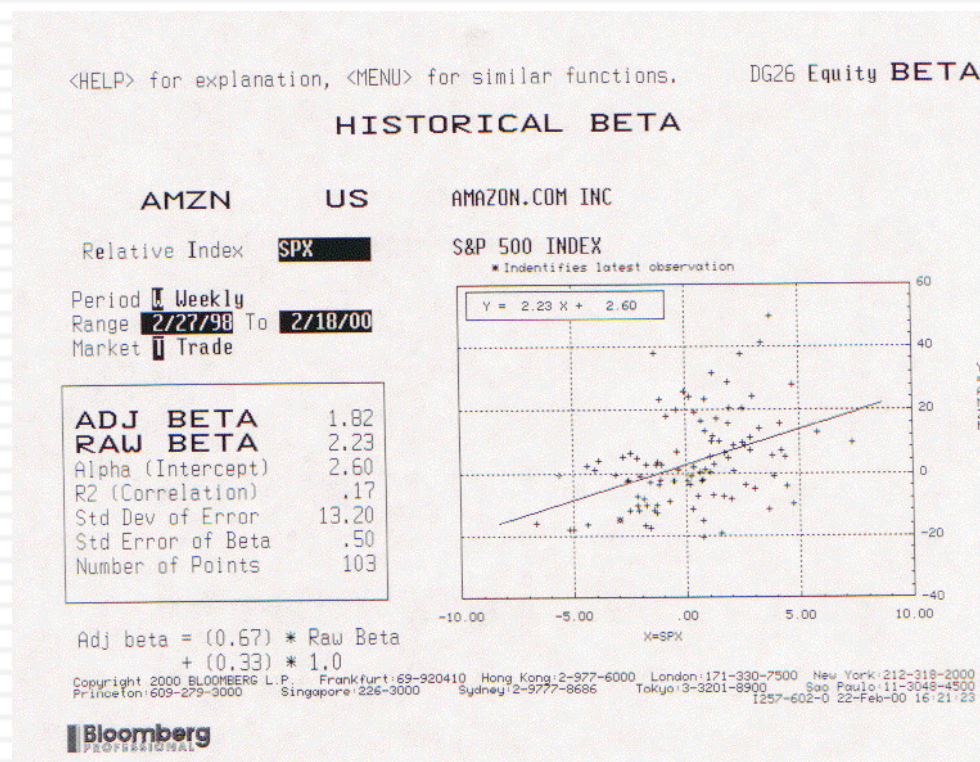 <HELP> for explanation, <MENU> for similar functions. DG26 Equity BETA
HISTORICAL BETA
AMZN US AMAZON.COM INC
Relative Index SPX S&P 500 INDEX
* Indentifies latest observation
Period W Weekly
Range 2/27/98 To 2/18/00
Market T Trade
Y = 2.23 X + 2.60
ADJ BETA 1.82
RAW BETA 2.23
Alpha (Intercept) 2.60
R2 (Correlation) .17
Std Dev of Error 13.20
Std Error of Beta .50
Number of Points 103
60
40
20
0
-20
-40
-10.00 -5.00 .00 5.00 10.00
X=SPX
Adj beta = (0.67) * Raw Beta
+ (0.33) * 1.0
Copyright 2000 BLOOMBERG L.P. Frankfurt:69-920410 Hong Kong:2-977-6000 London:171-330-7500 New York:212-318-2000
Princeton:609-279-3000 Singapore:226-3000 Sydney:2-9777-8686 Tokyo:3-3201-8900 Sao Paulo:11-3048-4500
I257-602-0 22-Feb-00 16:21:23
Bloomberg
PROFESSIONAL